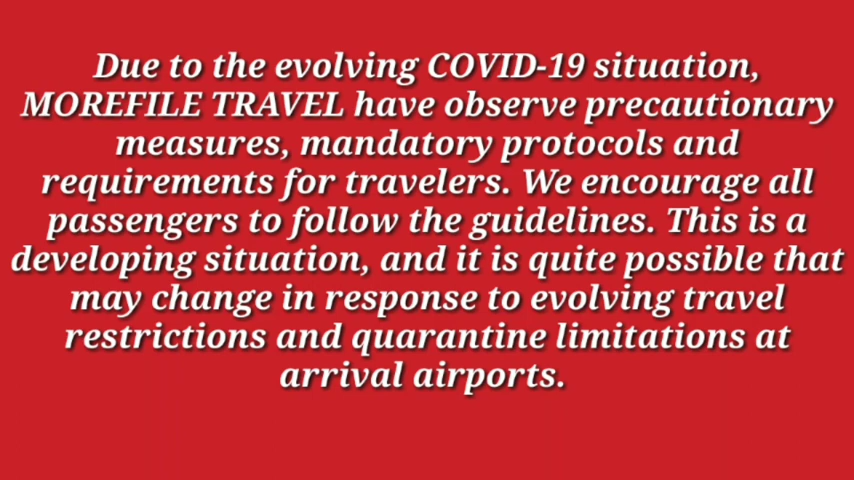 Due to the evolving COVID-19 situation,
MOREFILE TRAVEL have observe precautionary
measures, mandatory protocols and
requirements for travelers. We encourage all
passengers to follow the guidelines. This is a
developing situation, and it is quite possible that
may change in response to evolving travel
restrictions and quarantine limitations at
arrival airports.